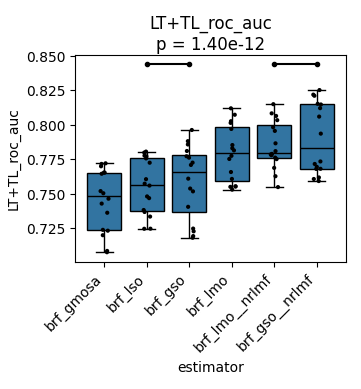 LT+TL_roc_auc
p = 1.40e-12
LT+TL_roc_auc
0.850
0.825
0.800
0.775
0.750
0.725
brf_gmosa
brf_lso
brf_gso
brf_lmo
brf_lmo__nrlmf
brf_gso__nrlmf
estimator